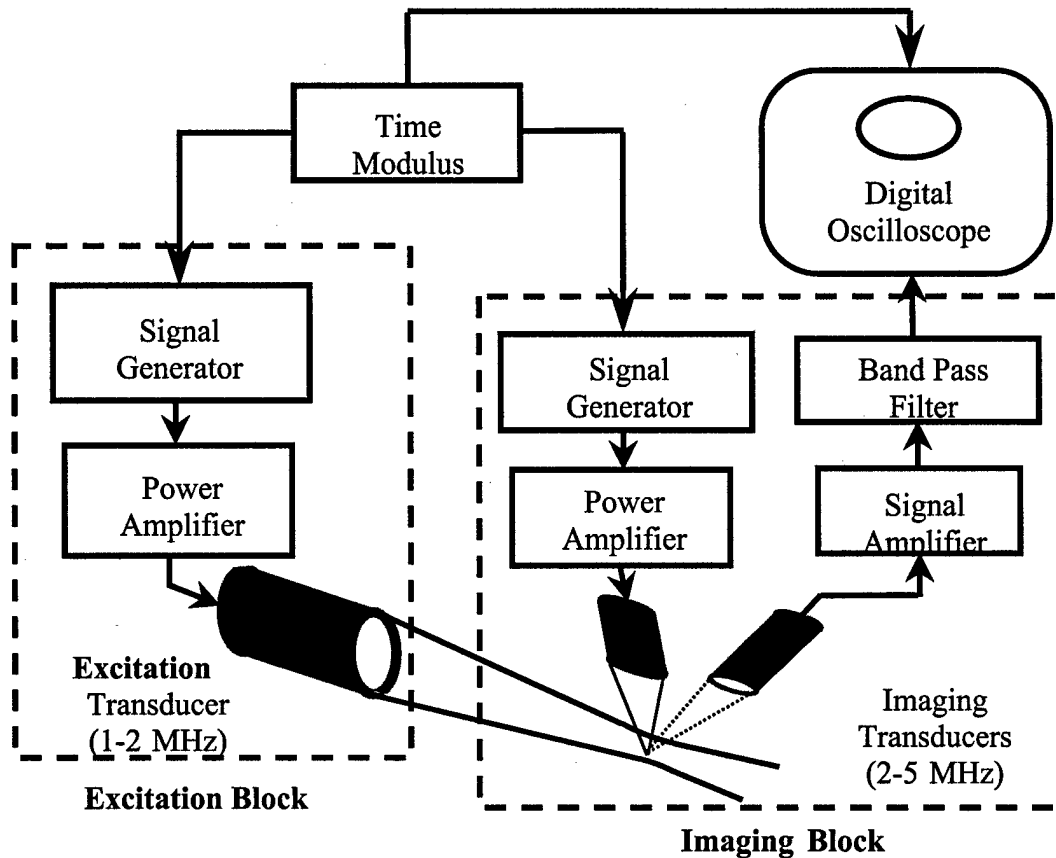 Time
Modulus
Digital
Oscilloscope
Signal
Generator
Power
Amplifier
Excitation
Transducer
(1-2 MHz)
Excitation Block
Signal
Generator
Power
Amplifier
Band Pass
Filter
Signal
Amplifier
Imaging
Transducers
(2-5 MHz)
Imaging Block